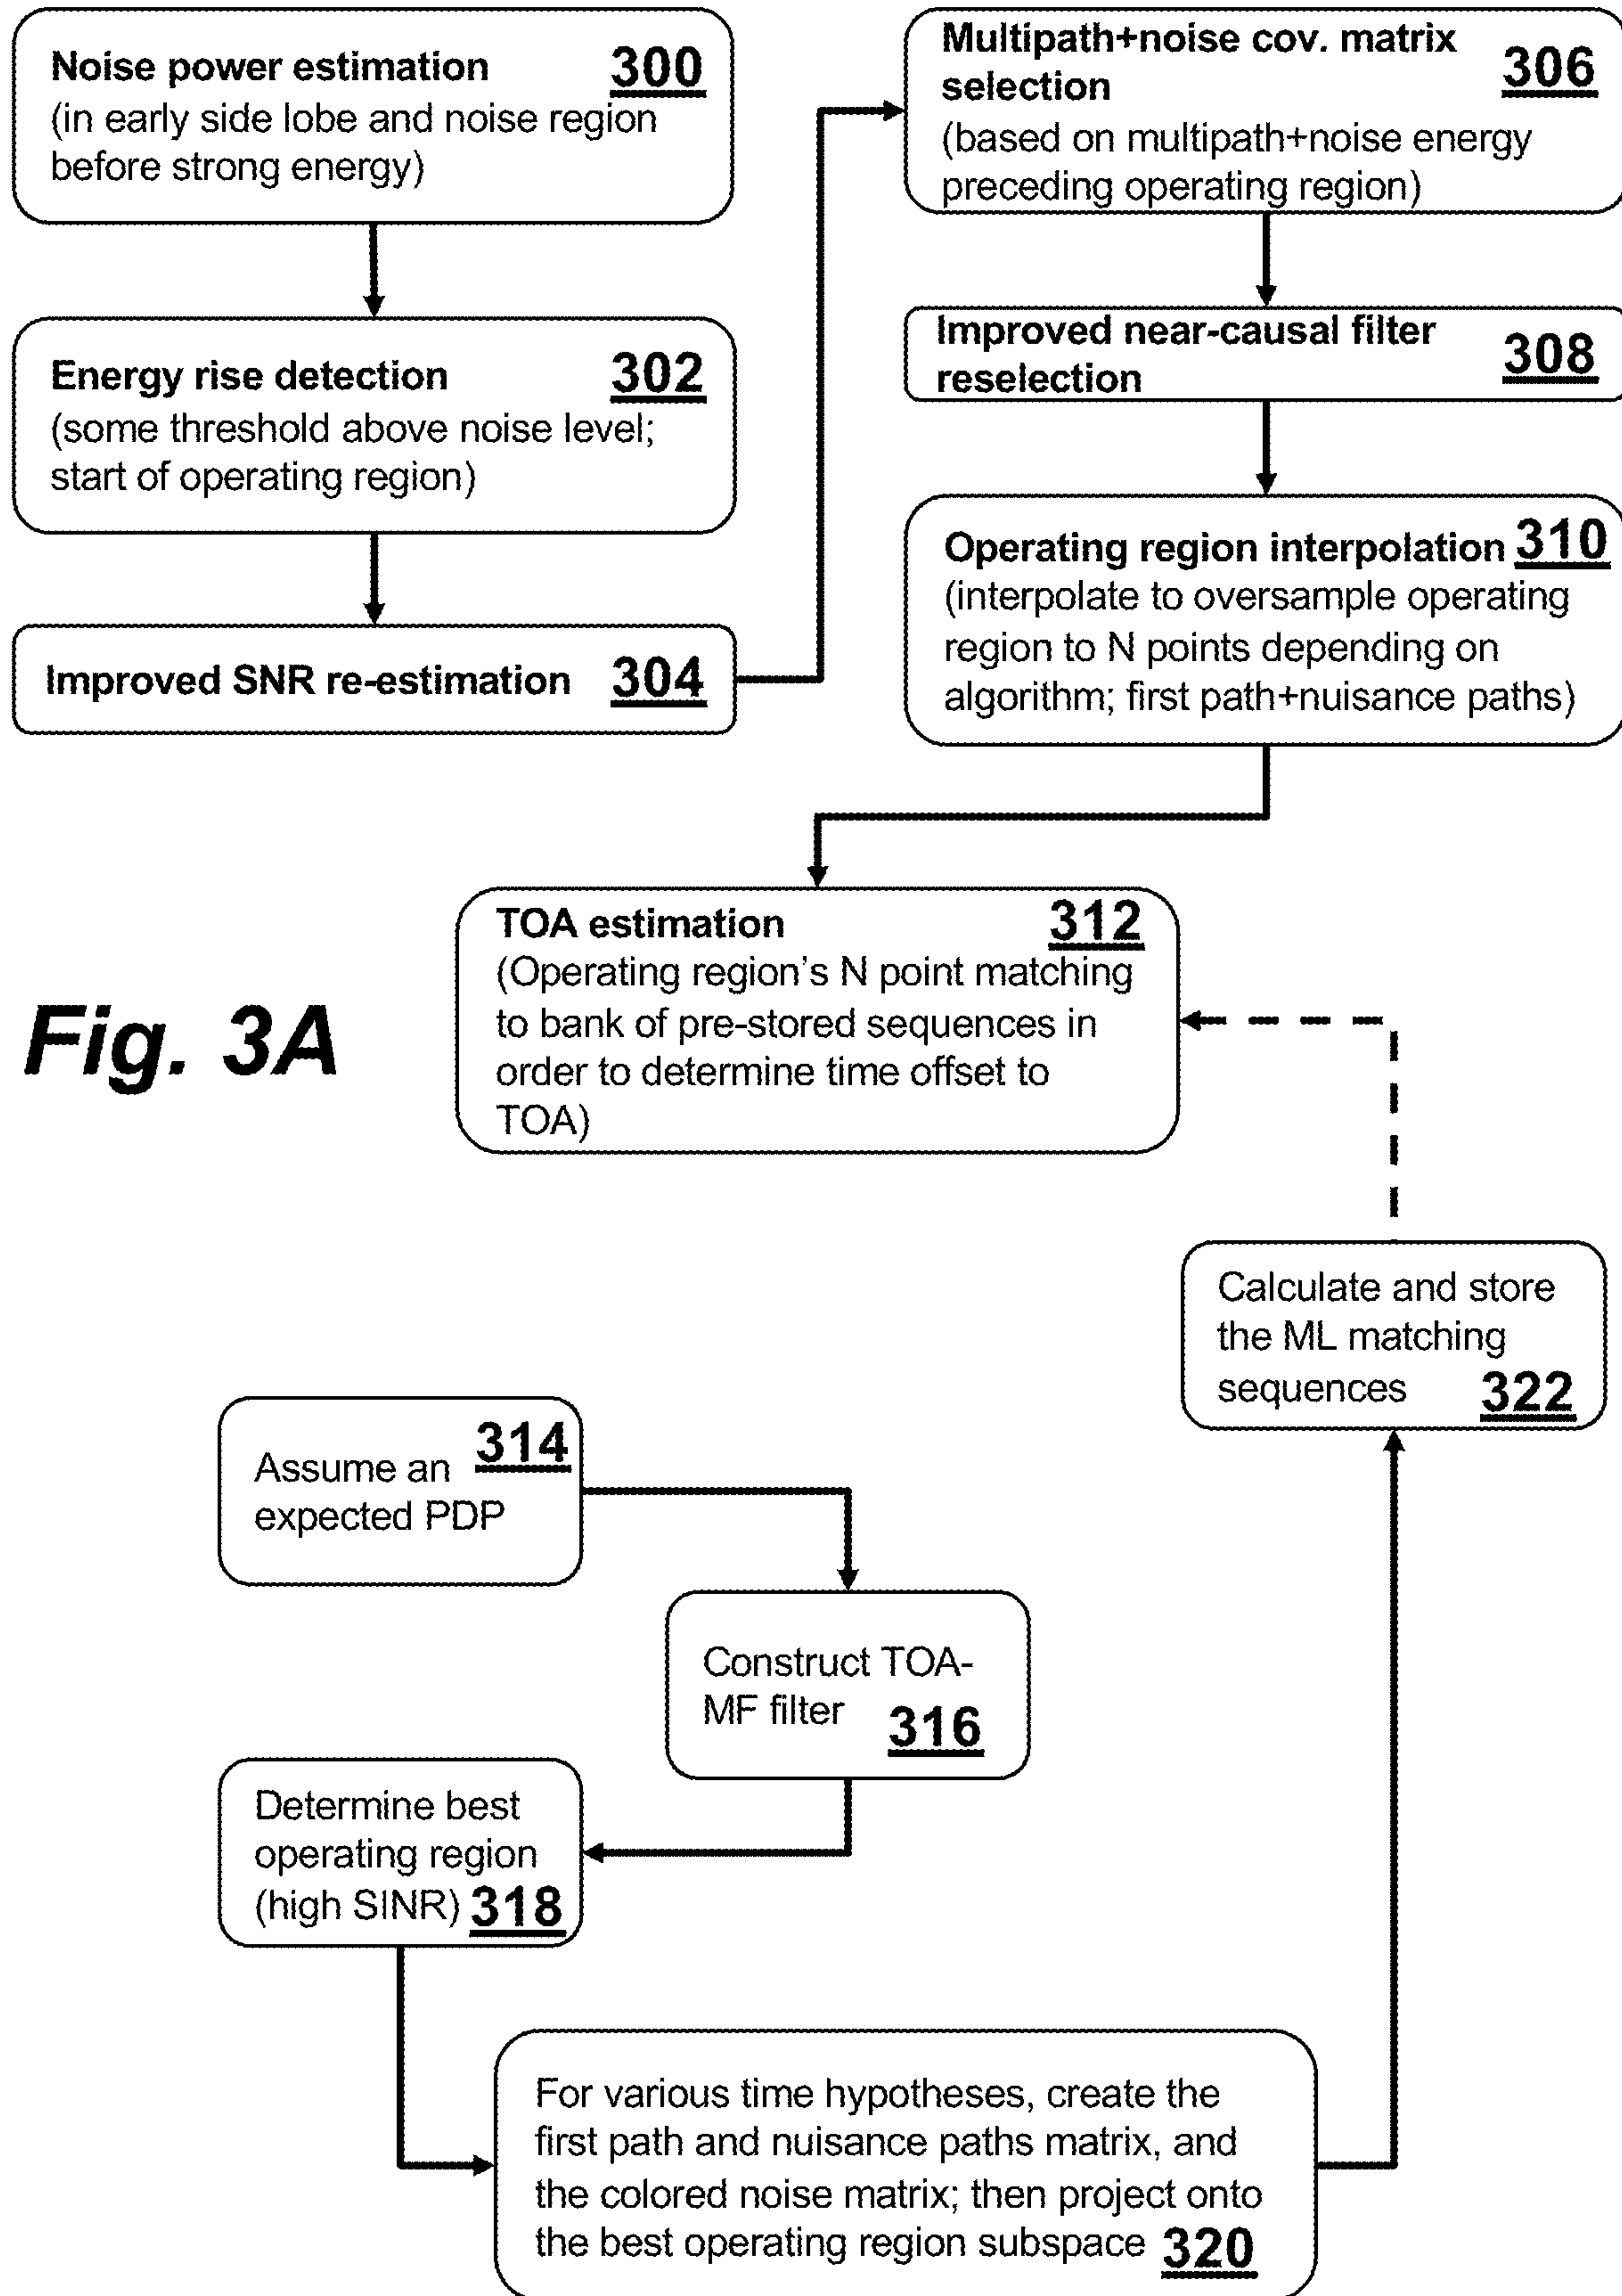 Noise power estimation 300
(in early side lobe and noise region
before strong energy)
Energy rise detection 302
(some threshold above noise level;
start of operating region)
Improved SNR re-estimation 304
Multipath+noise cov. matrix
selection 306
(based on multipath+noise energy
preceding operating region)
Improved near-causal filter
reselection 308
Operating region interpolation 310
(interpolate to oversample operating
region to N points depending on
algorithm; first path+nuisance paths)
TOA estimation 312
(Operating region's N point matching
to bank of pre-stored sequences in
order to determine time offset to
TOA)
Fig. 3A
Calculate and store
the ML matching
sequences 322
Assume an 314
expected PDP
Construct TOA-
MF filter 316
Determine best
operating region
(high SINR) 318
For various time hypotheses, create the
first path and nuisance paths matrix, and
the colored noise matrix; then project onto
the best operating region subspace 320